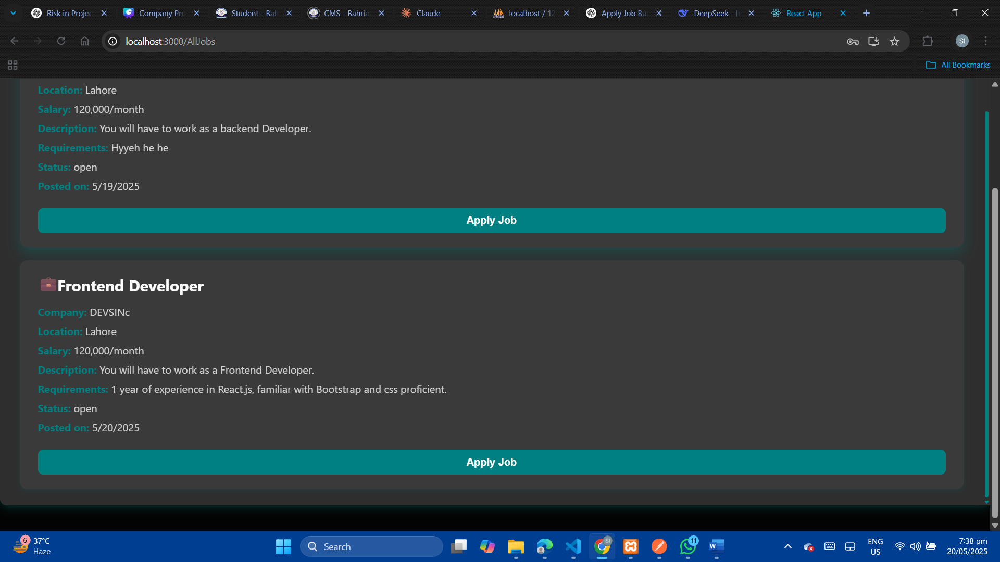 Risk in Projec
Company Pro
Student - Bah
CMS - Bahria
Claude
localhost / 12
Apply Job Bu
DeepSeek - In
React App
localhost:3000/AllJobs
SI
All Bookmarks
Location: Lahore
Salary: 120,000/month
Description: You will have to work as a backend Developer.
Requirements: Hyyeh he he
Status: open
Posted on: 5/19/2025
Apply Job
Frontend Developer
Company: DEVSINc
Location: Lahore
Salary: 120,000/month
Description: You will have to work as a Frontend Developer.
Requirements: 1 year of experience in React.js, familiar with Bootstrap and css proficient.
Status: open
Posted on: 5/20/2025
Apply Job
6
37°C
Haze
Search
SI
11
W
ENG
US
7:38 pm
20/05/2025